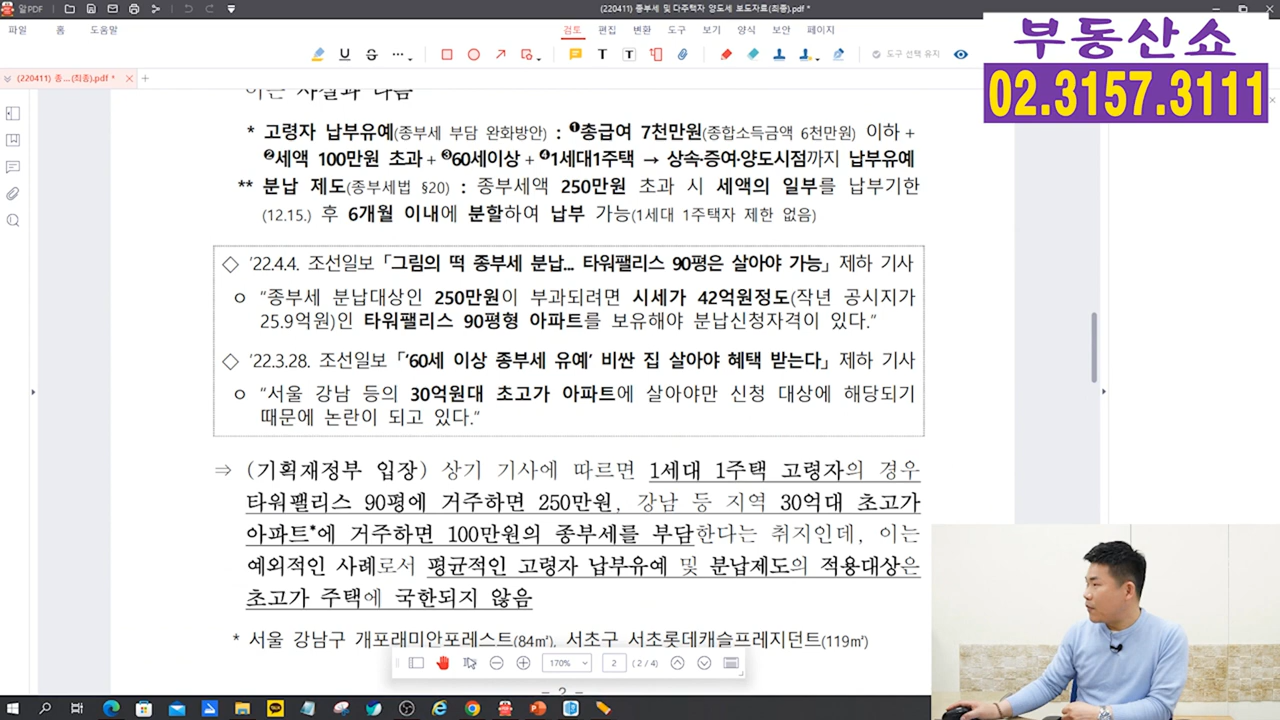 알PDF
(220411) 종부세 및 다주택자 양도세 보도자료(최종).pdf *
파일 홈 도움말 검토 편집 변환 도구 보기 양식 보안 페이지
도구 선택 유지
(220411) 종...(최종).pdf *
부동산쇼
02.3157.3111
이는 사실과 다름
* 고령자 납부유예(종부세 부담 완화방안) : ❶총급여 7천만원(종합소득금액 6천만원) 이하 +
❷세액 100만원 초과 + ❸60세이상 + ❹1세대1주택 → 상속·증여·양도시점까지 납부유예
** 분납 제도(종부세법 §20) : 종부세액 250만원 초과 시 세액의 일부를 납부기한
(12.15.) 후 6개월 이내에 분할하여 납부 가능(1세대 1주택자 제한 없음)
◇ '22.4.4. 조선일보 「그림의 떡 종부세 분납... 타워팰리스 90평은 살아야 가능」 제하 기사
ㅇ "종부세 분납대상인 250만원이 부과되려면 시세가 42억원정도(작년 공시지가
25.9억원)인 타워팰리스 90평형 아파트를 보유해야 분납신청자격이 있다."
◇ '22.3.28. 조선일보 「'60세 이상 종부세 유예' 비싼 집 살아야 혜택 받는다」 제하 기사
ㅇ "서울 강남 등의 30억원대 초고가 아파트에 살아야만 신청 대상에 해당되기
때문에 논란이 되고 있다."
⇒ (기획재정부 입장) 상기 기사에 따르면 1세대 1주택 고령자의 경우
타워팰리스 90평에 거주하면 250만원, 강남 등 지역 30억대 초고가
아파트*에 거주하면 100만원의 종부세를 부담한다는 취지인데, 이는
예외적인 사례로서 평균적인 고령자 납부유예 및 분납제도의 적용대상은
초고가 주택에 국한되지 않음
* 서울 강남구 개포래미안포레스트(84㎡), 서초구 서초롯데캐슬프레지던트(119㎡)
170% 2 (2 / 4)
- 2 -